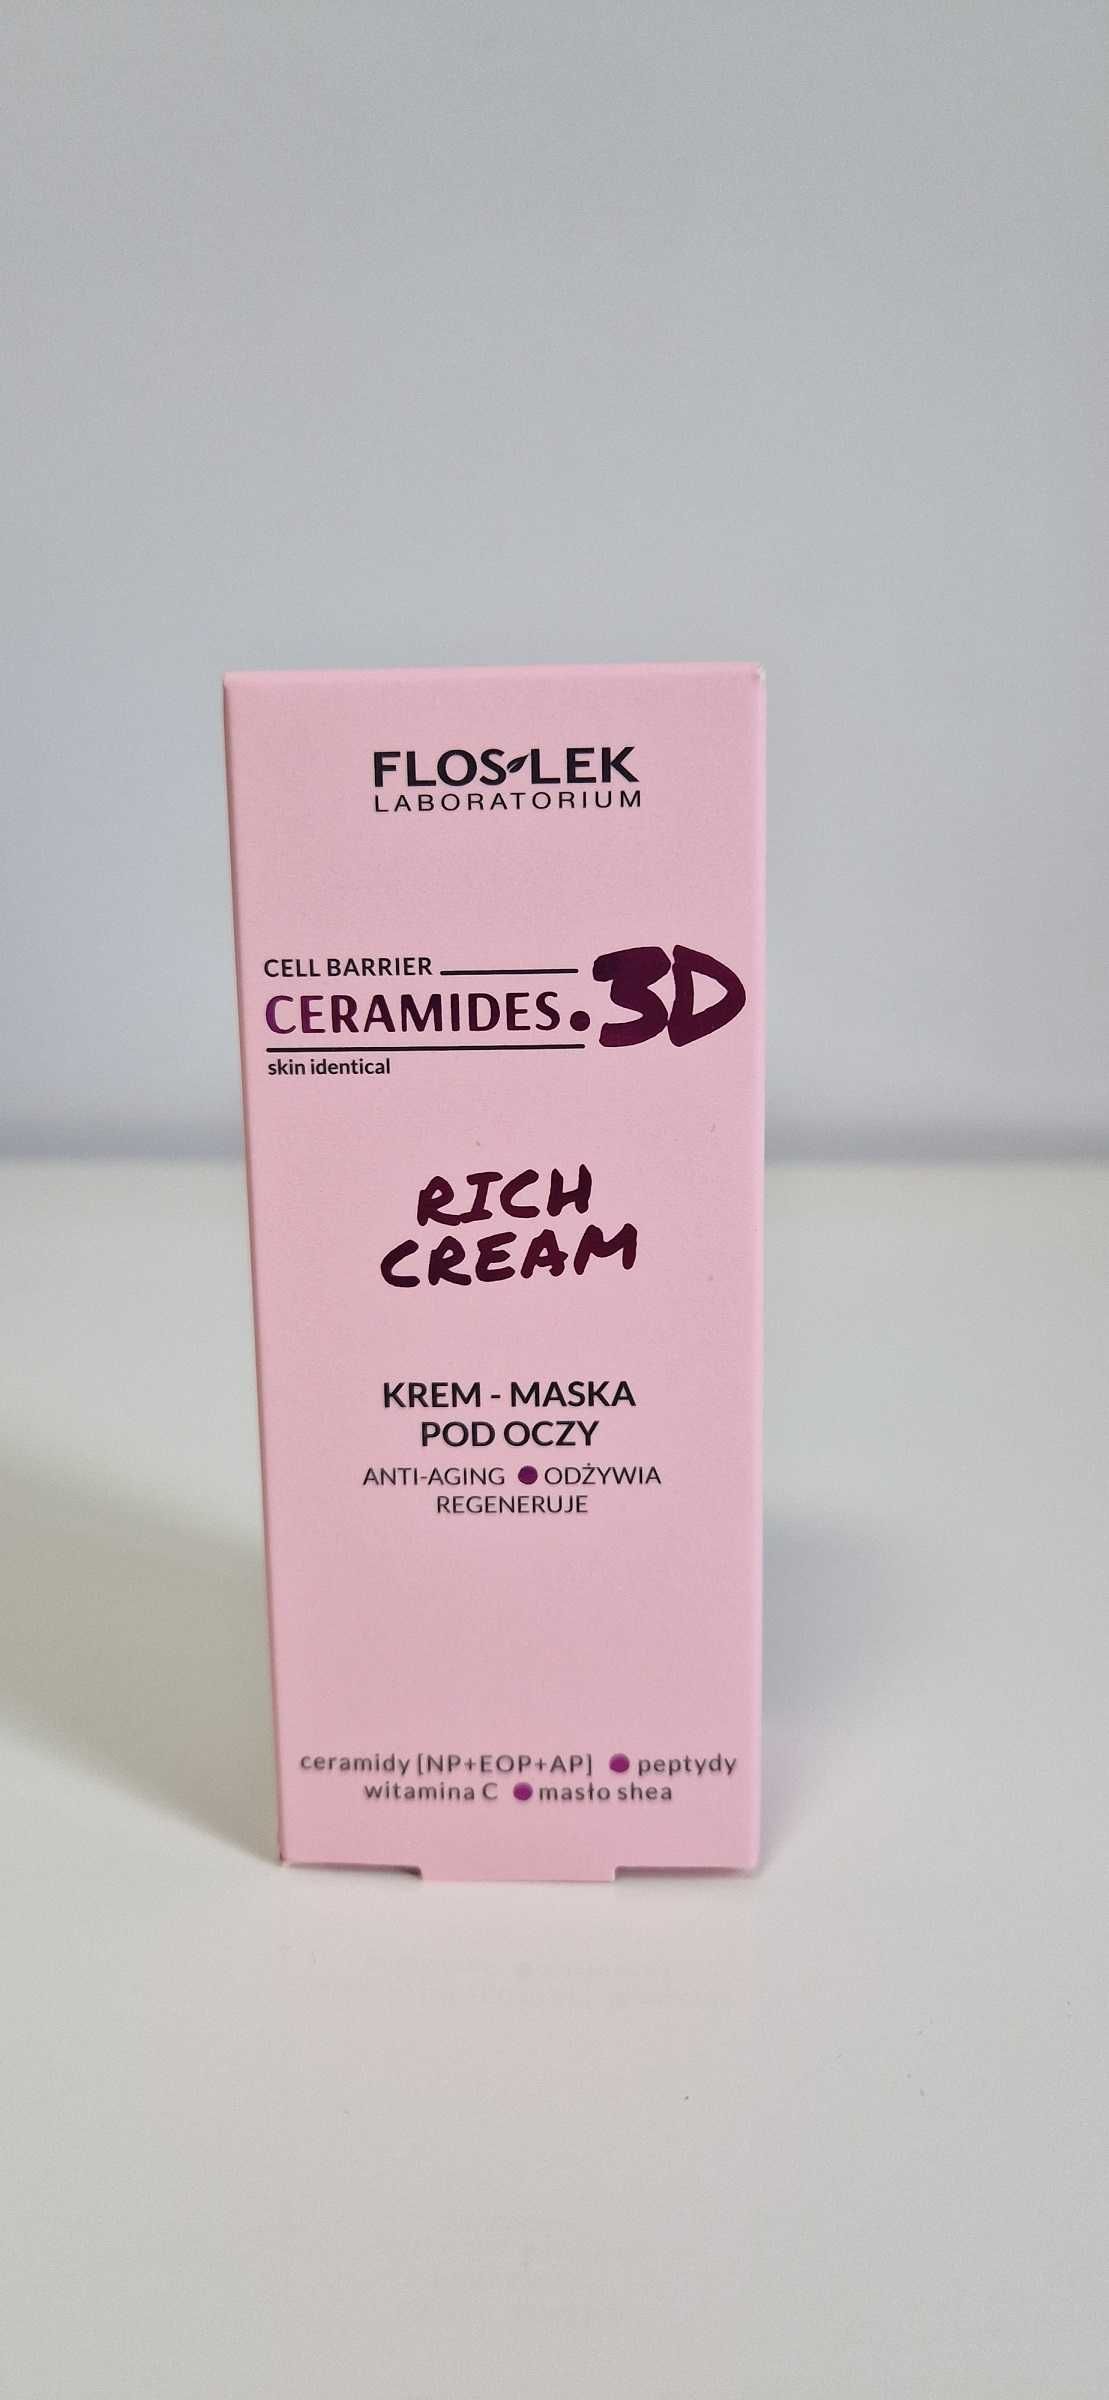 FLOS-LEK
LABORATORIUM
CELL BARRIER
CERAMIDES.3D
skin identical
RICH
CREAM
KREM - MASKA
POD OCZY
ANTI-AGING ● ODŻYWIA
REGENERUJE
ceramidy [NP+EOP+AP] ● peptydy
witamina C ● masło shea